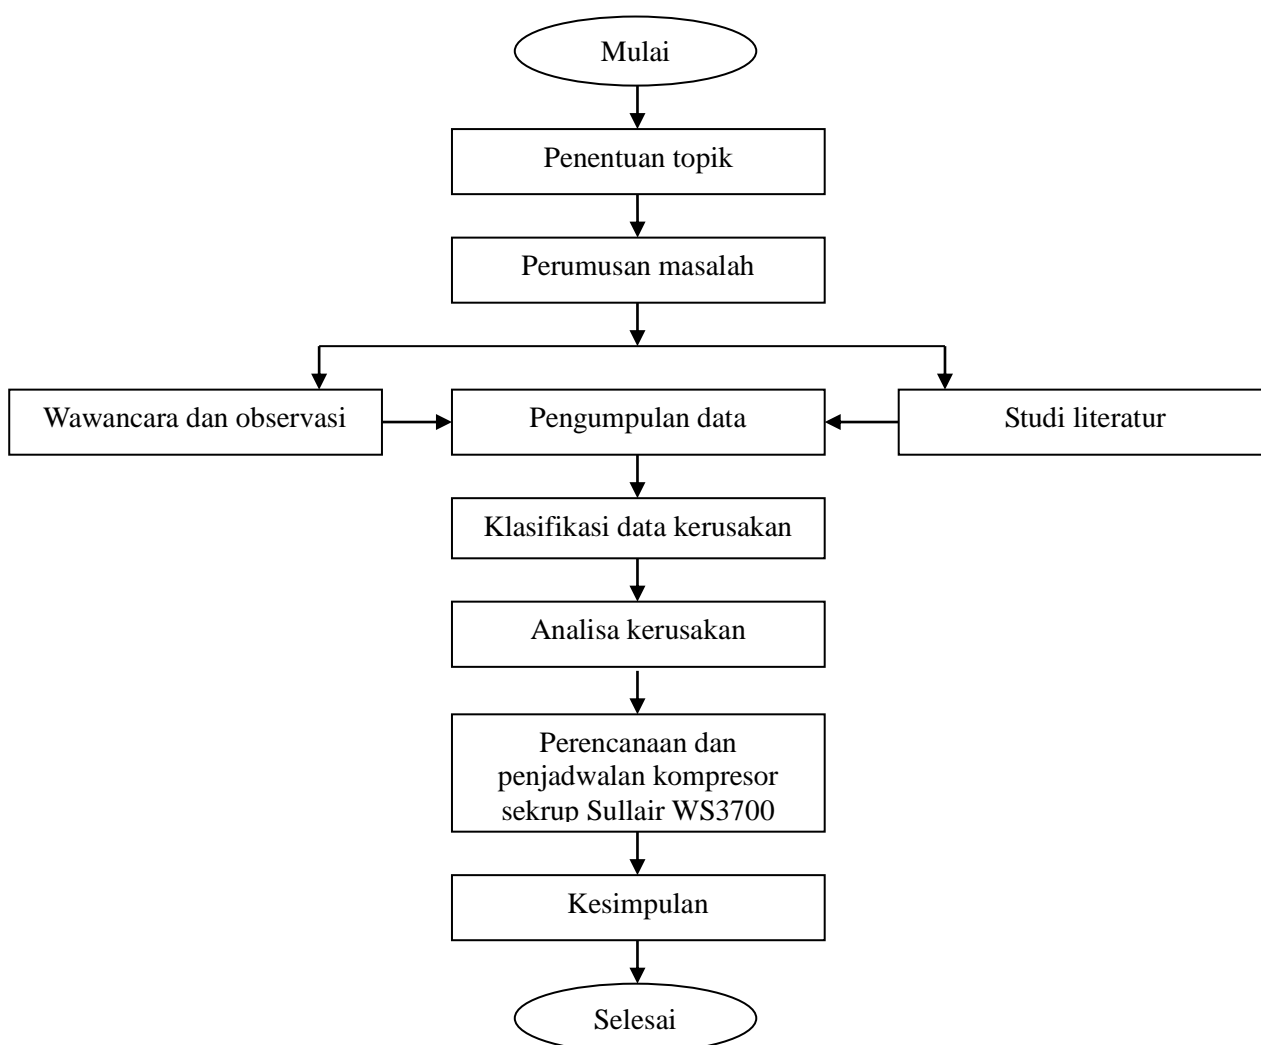 Mulai
Penentuan topik
Perumusan masalah
Wawancara dan observasi
Pengumpulan data
Studi literatur
Klasifikasi data kerusakan
Analisa kerusakan
Perencanaan dan
penjadwalan kompresor
sekrup Sullair WS3700
Kesimpulan
Selesai